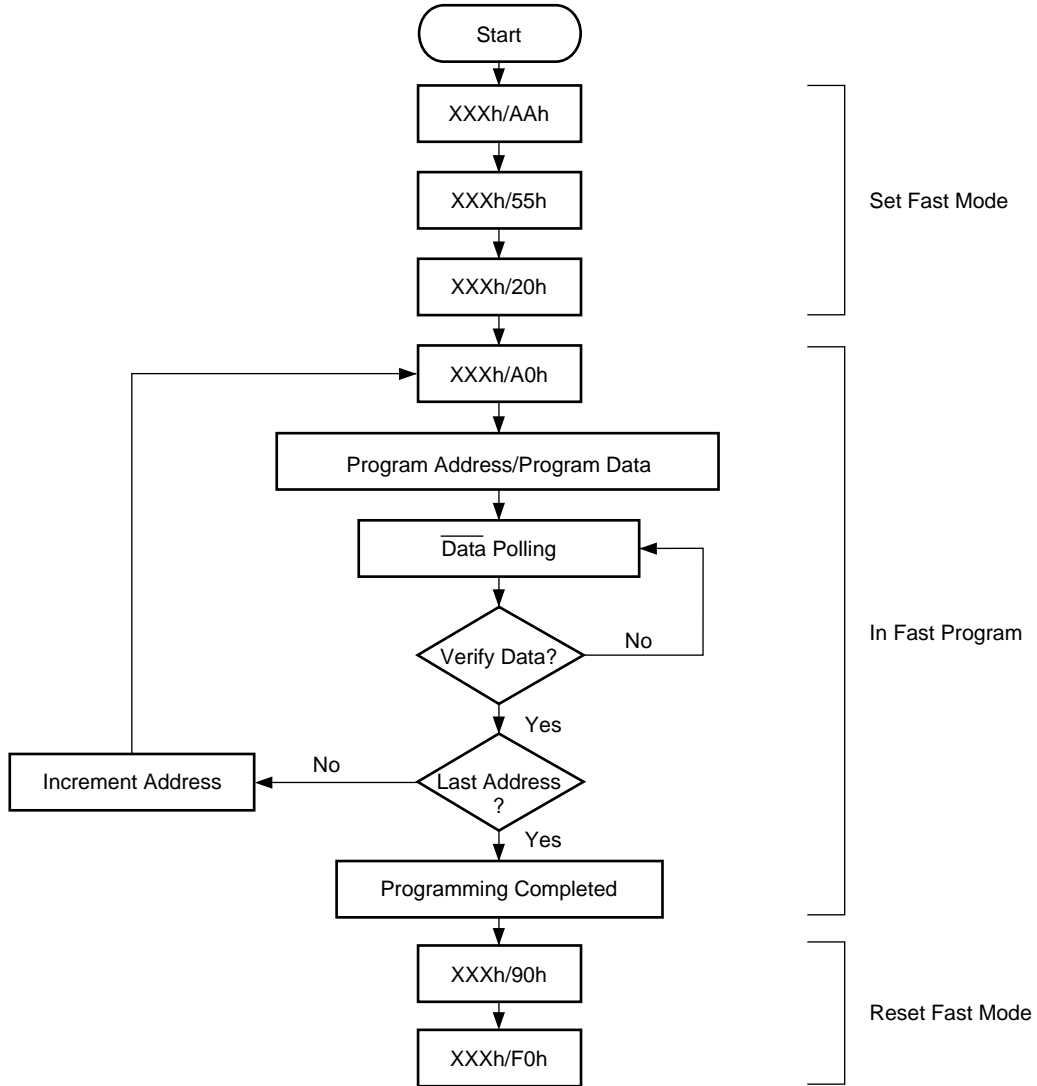 Start
XXXh/AAh
XXXh/55h
Set Fast Mode
XXXh/20h
XXXh/A0h
Program Address/Program Data
Data Polling
In Fast Program
Verify Data?
No
Yes
Increment Address
No
Last Address
?
Yes
Programming Completed
XXXh/90h
Reset Fast Mode
XXXh/F0h